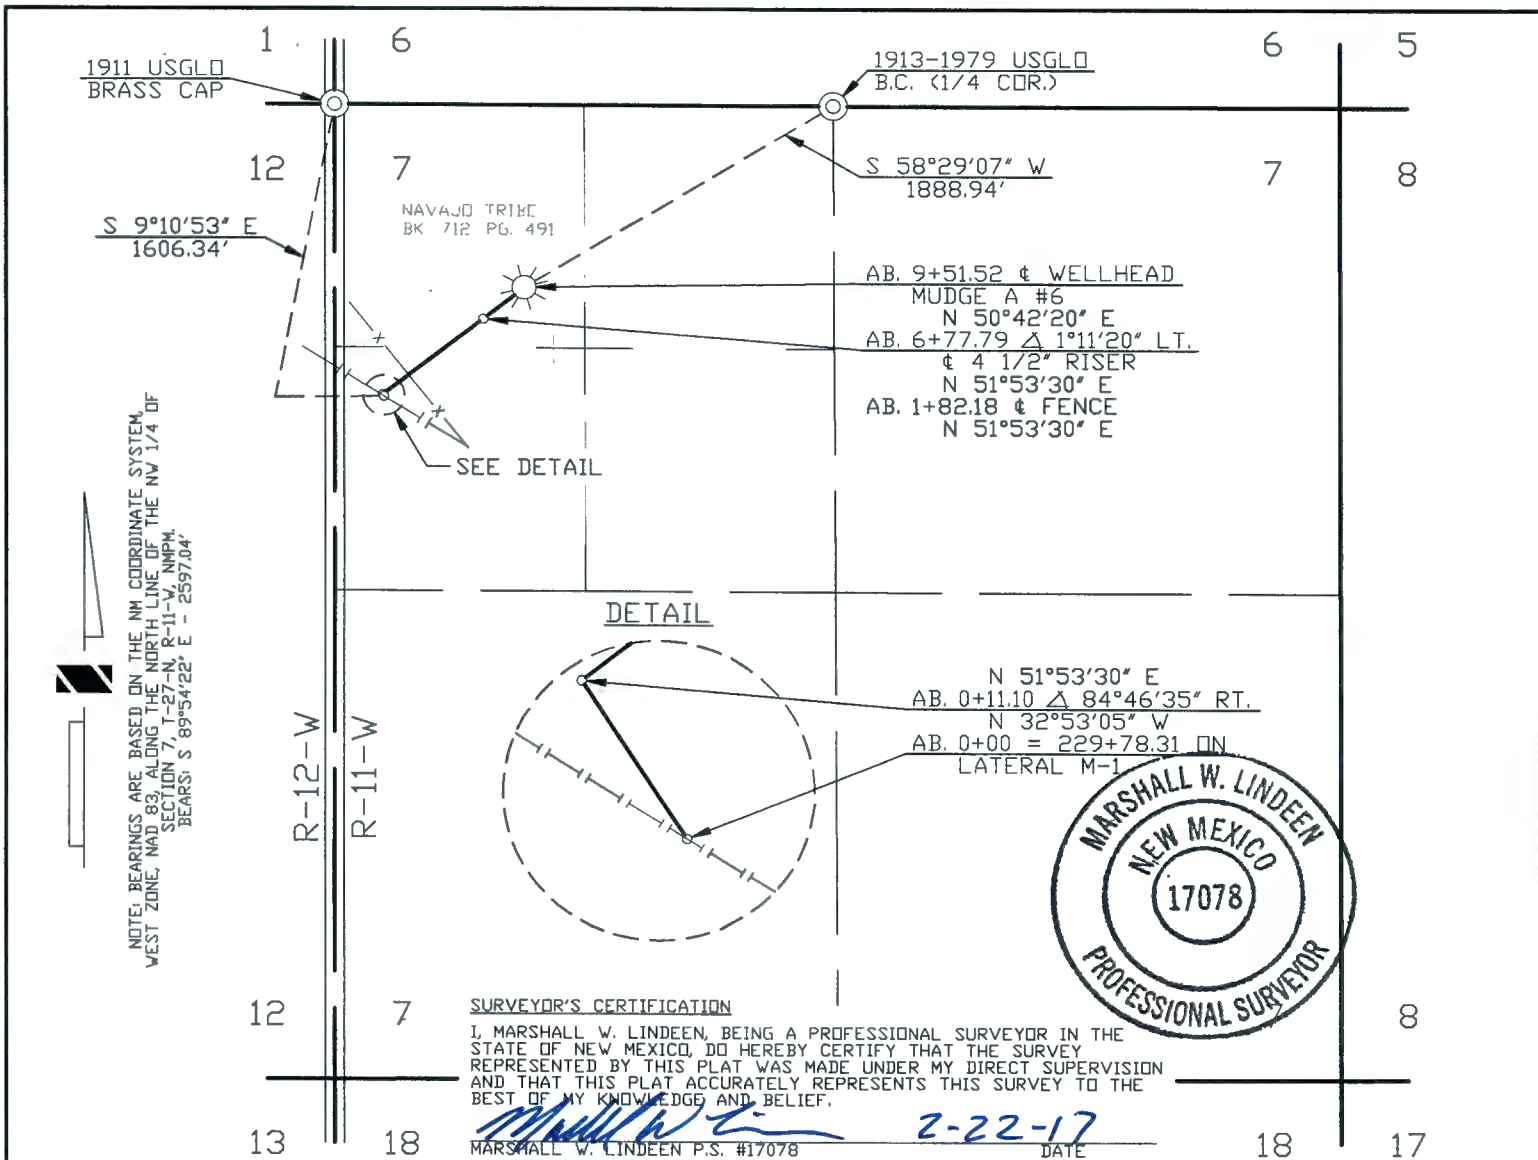 1 6
6 5
1911 USGLO
BRASS CAP
1913-1979 USGLO
B.C. (1/4 COR.)
12 7
7 8
S 58°29'07" W
1888.94'
NAVAJO TRIBE
BK 712 PG. 491
S 9°10'53" E
1606.34'
AB. 9+51.52 ℄ WELLHEAD
MUDGE A #6
N 50°42'20" E
AB. 6+77.79 ∆ 1°11'20" LT.
℄ 4 1/2" RISER
N 51°53'30" E
AB. 1+82.18 ℄ FENCE
N 51°53'30" E
SEE DETAIL
NOTE: BEARINGS ARE BASED ON THE NM COORDINATE SYSTEM,
WEST ZONE, NAD 83, ALONG THE NORTH LINE OF THE NW 1/4 OF
SECTION 7, T-27-N, R-11-W, NMPM.
BEARS: S 89°54'22" E - 2597.04'
R-12-W
R-11-W
DETAIL
N 51°53'30" E
AB. 0+11.10 ∆ 84°46'35" RT.
N 32°53'05" W
AB. 0+00 = 229+78.31 ON
LATERAL M-1
MARSHALL W. LINDEEN
NEW MEXICO
17078
PROFESSIONAL SURVEYOR
12 7
7 8
SURVEYOR'S CERTIFICATION
I, MARSHALL W. LINDEEN, BEING A PROFESSIONAL SURVEYOR IN THE
STATE OF NEW MEXICO, DO HEREBY CERTIFY THAT THE SURVEY
REPRESENTED BY THIS PLAT WAS MADE UNDER MY DIRECT SUPERVISION
AND THAT THIS PLAT ACCURATELY REPRESENTS THIS SURVEY TO THE
BEST OF MY KNOWLEDGE AND BELIEF.
2-22-17
MARSHALL W. LINDEEN P.S. #17078 DATE
13 18
18 17